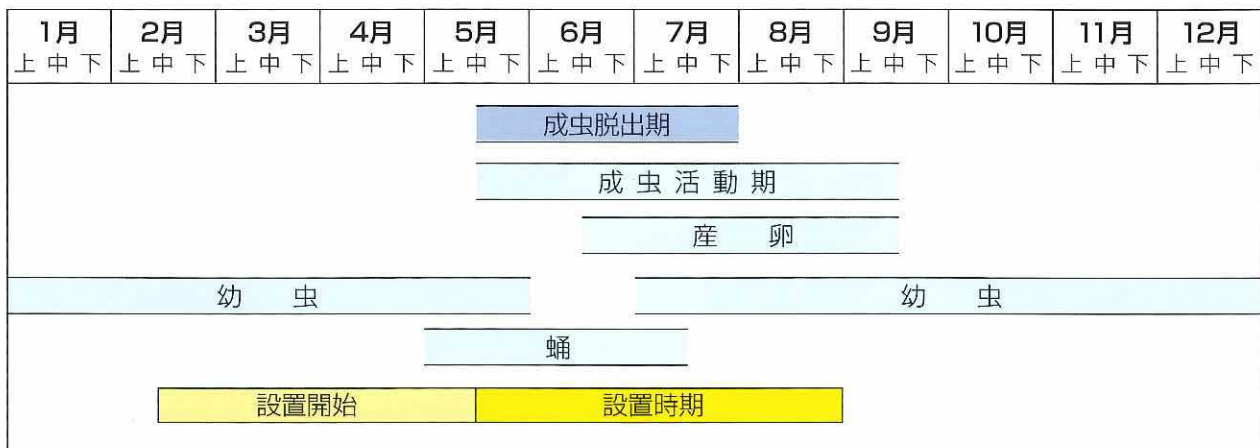 1月 2月 3月 4月 5月 6月 7月 8月 9月 10月 11月 12月
上 中 下 上 中 下 上 中 下 上 中 下 上 中 下 上 中 下 上 中 下 上 中 下 上 中 下 上 中 下 上 中 下 上 中 下
成虫脱出期
成虫活動期
産 卵
幼 虫 幼 虫
蛹
設置開始 設置時期